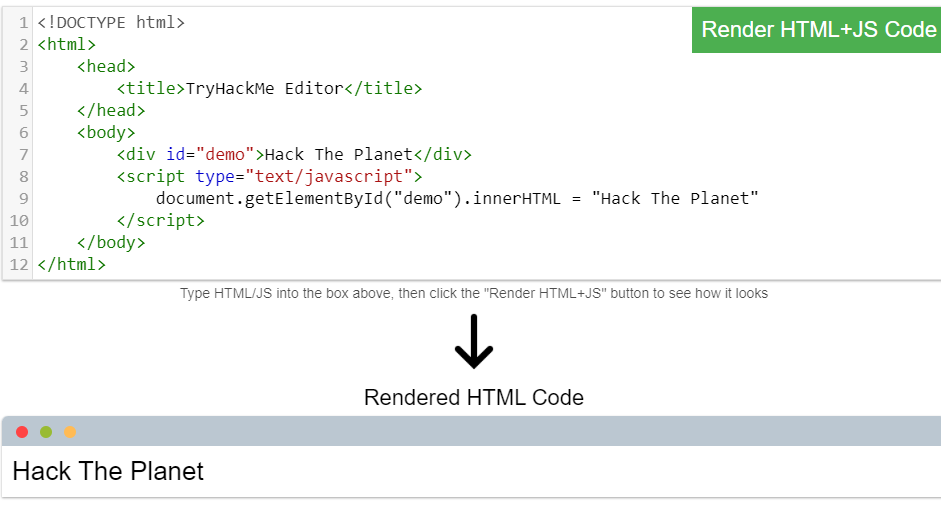 1 <!DOCTYPE html>
Render HTML+JS Code
2 <html>
3     <head>
4         <title>TryHackMe Editor</title>
5     </head>
6     <body>
7         <div id="demo">Hack The Planet</div>
8         <script type="text/javascript">
9             document.getElementById("demo").innerHTML = "Hack The Planet"
10         </script>
11     </body>
12 </html>
Type HTML/JS into the box above, then click the "Render HTML+JS" button to see how it looks
Rendered HTML Code
Hack The Planet